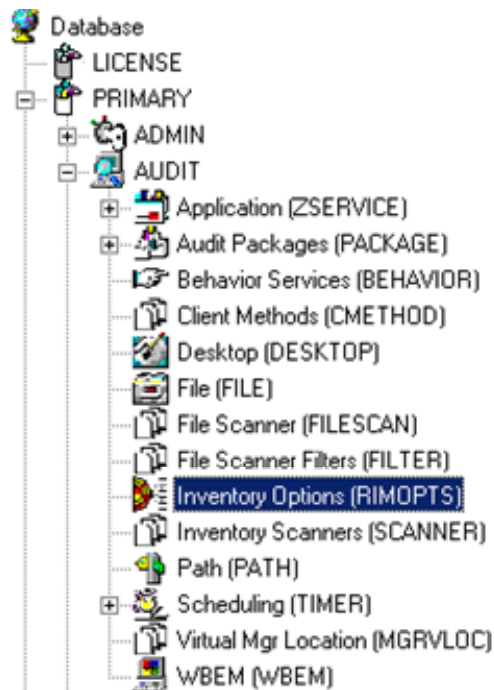 Database
LICENSE
PRIMARY
ADMIN
AUDIT
Application (ZSERVICE)
Audit Packages (PACKAGE)
Behavior Services (BEHAVIOR)
Client Methods (CMETHOD)
Desktop (DESKTOP)
File (FILE)
File Scanner (FILESCAN)
File Scanner Filters (FILTER)
Inventory Options (RIMOPTS)
Inventory Scanners (SCANNER)
Path (PATH)
Scheduling (TIMER)
Virtual Mgr Location (MGRVLOC)
WBEM (WBEM)